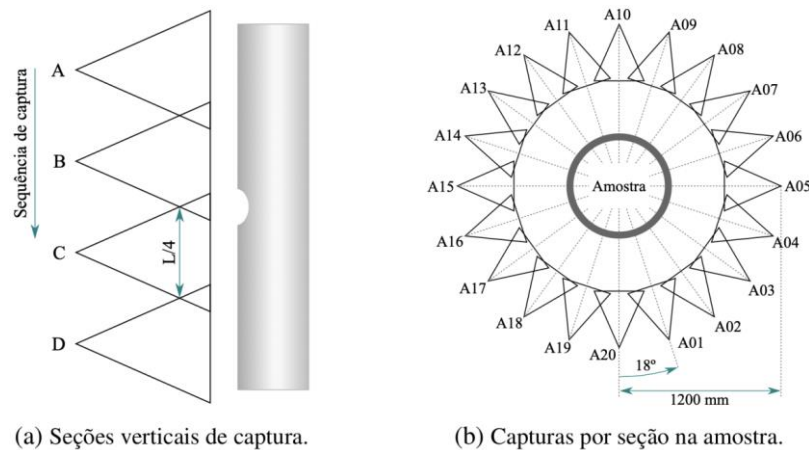 Sequência de captura
A
B
C
D
L/4
A10
A11
A09
A12
A08
A13
A07
A14
A06
A15
Amostra
A05
A16
A04
A17
A03
A18
A02
A19
A20
A01
18º
1200 mm
(a) Seções verticais de captura.
(b) Capturas por seção na amostra.